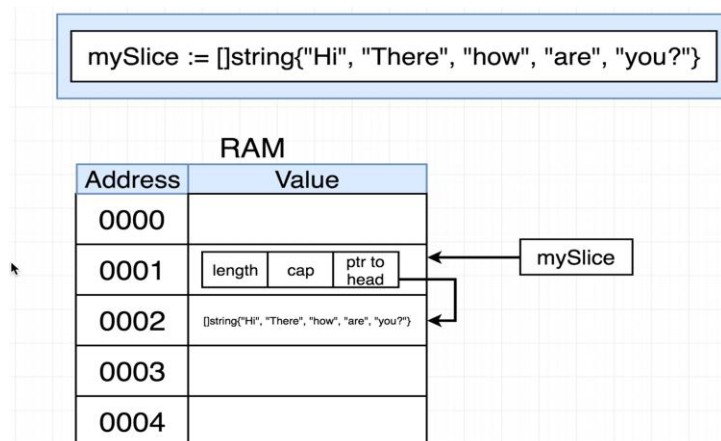 mySlice := []string{"Hi", "There", "how", "are", "you?"}
RAM
Address Value
0000
0001 length cap ptr to head mySlice
0002 []string{"Hi", "There", "how", "are", "you?"}
0003
0004